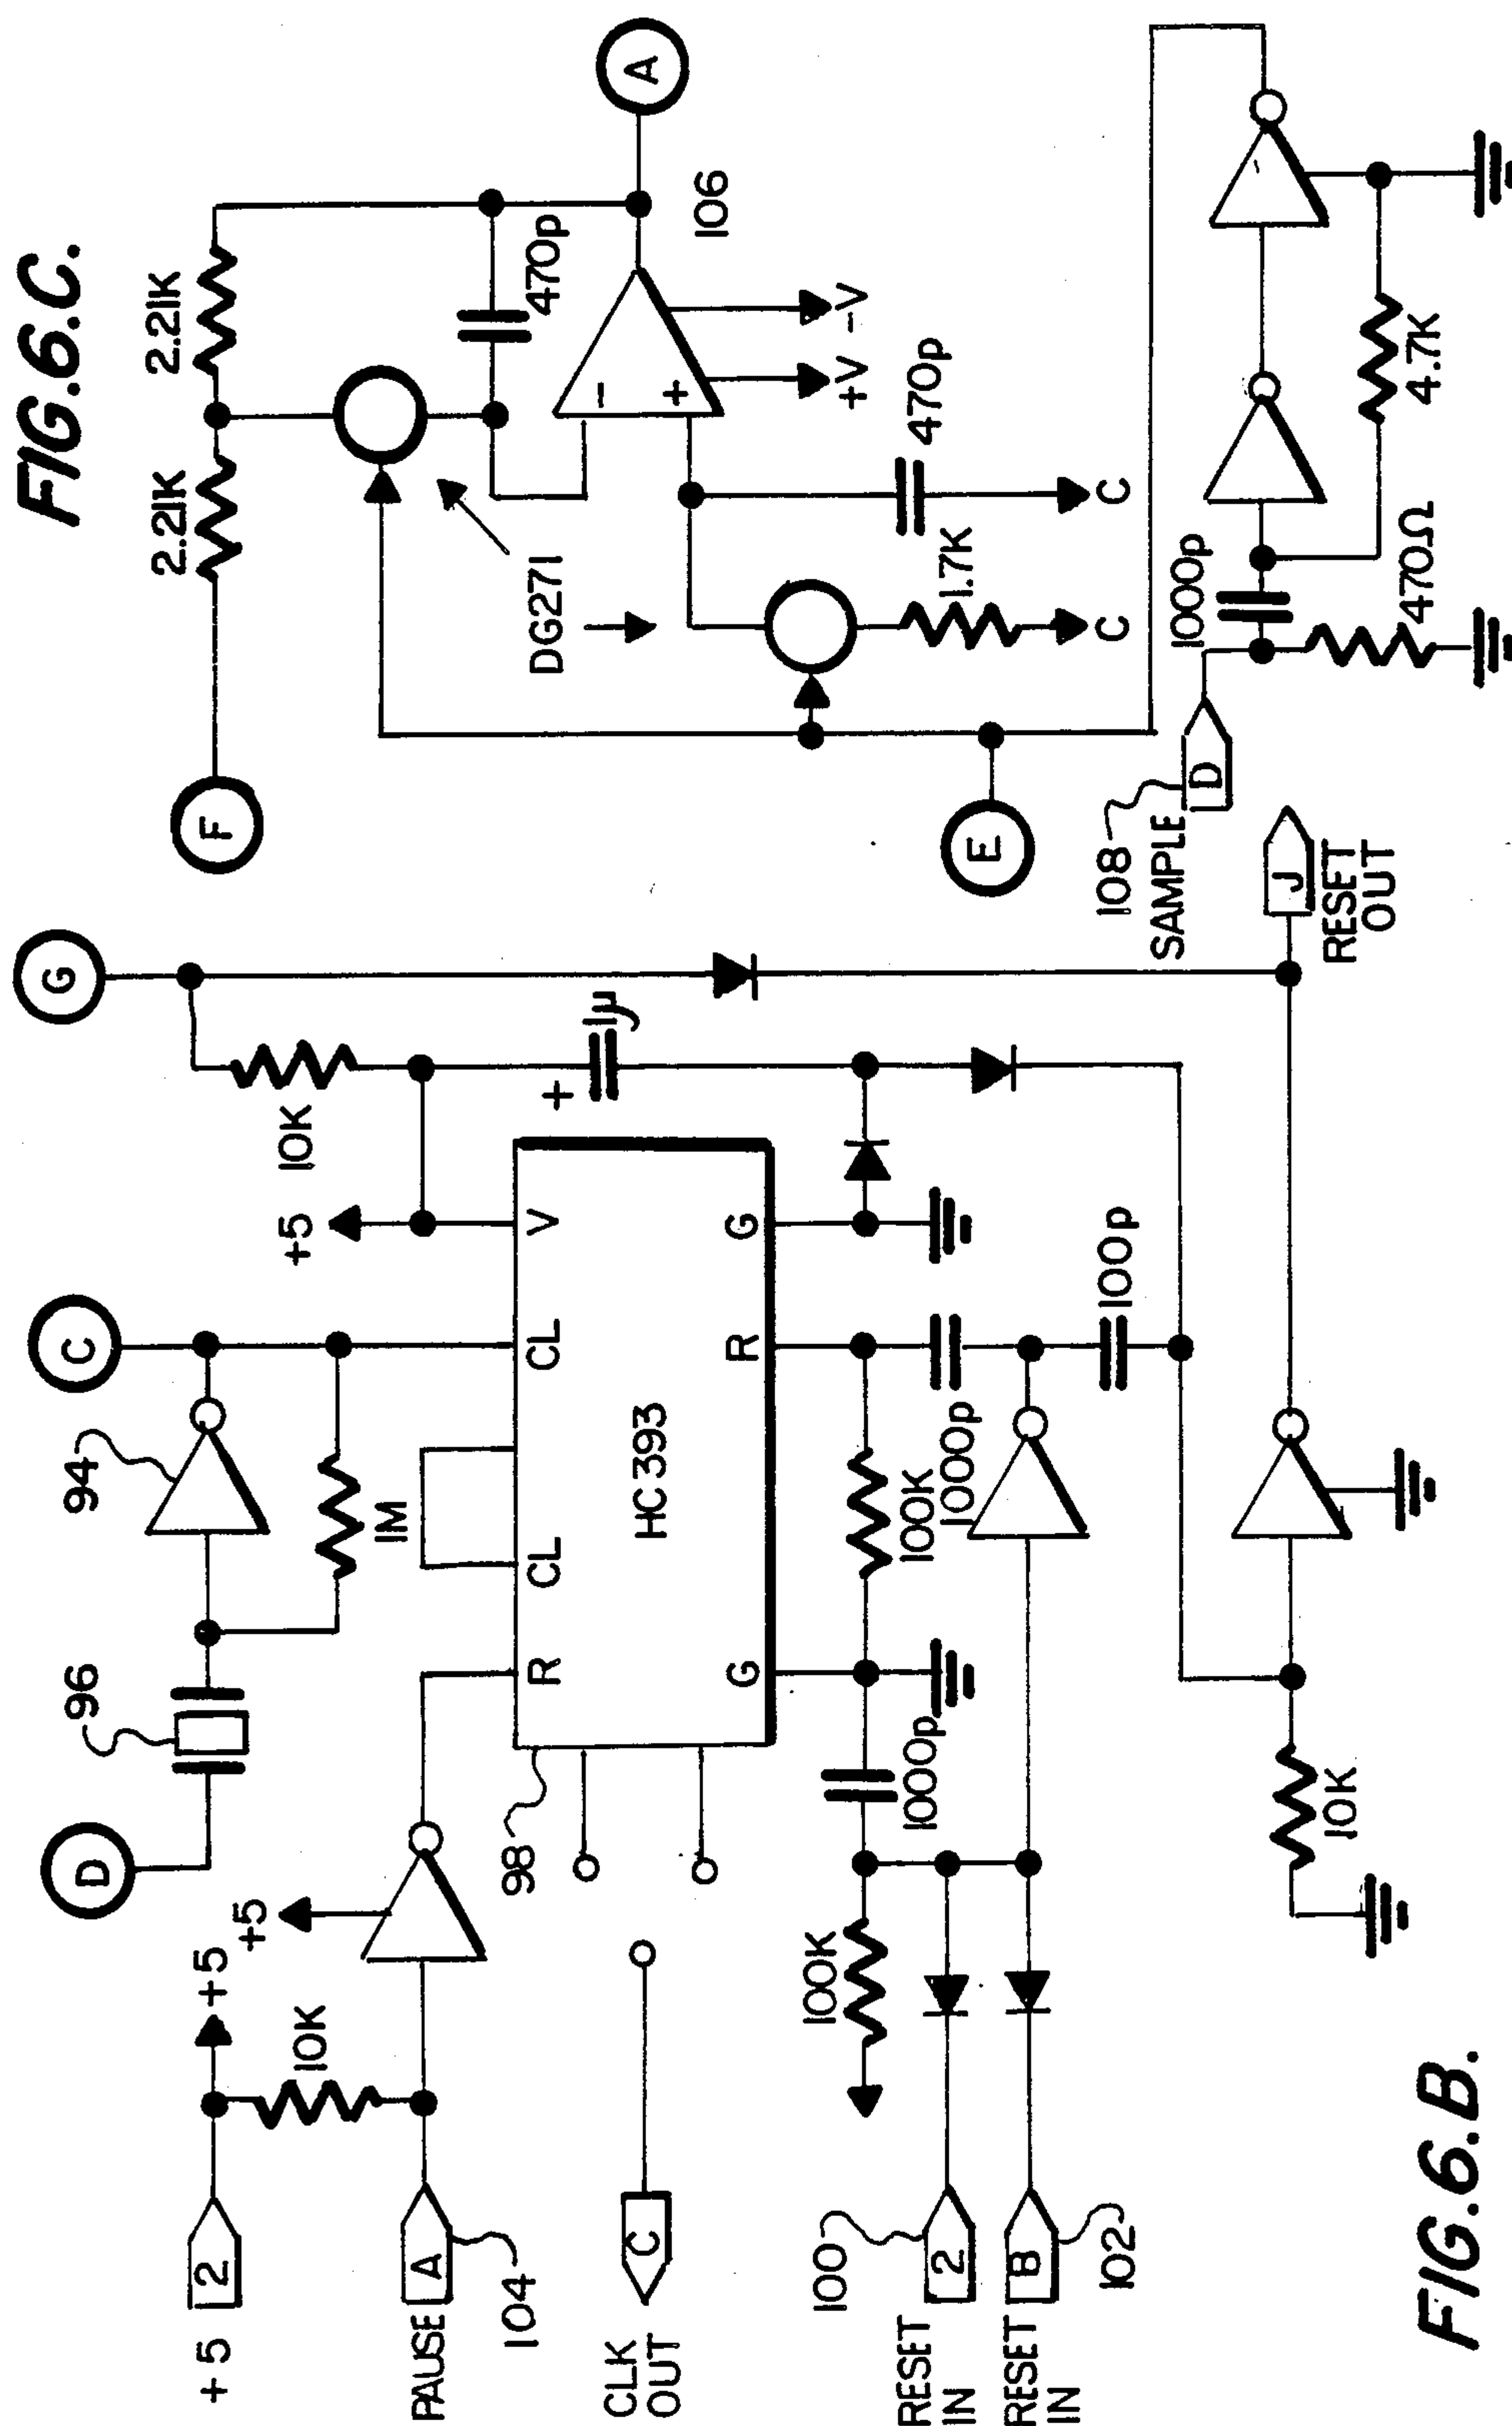 FIG.6.C.
F
2.21K
2.21K
DG271
470p
-
+
+V
-V
106
A
470p
C
1.7K
C
E
108
SAMPLE
D
1000p
470Ω
4.7K
+5
2
+5
10K
+5
PAUSE
A
104
D
96
94
1M
C
G
10K
+5
+
1μ
R
CL
CL
V
HC393
G
R
G
98
CLK
OUT
C
100K
1000p
100K
1000p
100p
RESET
IN
2
100
RESET
IN
B
102
10K
J
RESET
OUT
FIG.6.B.